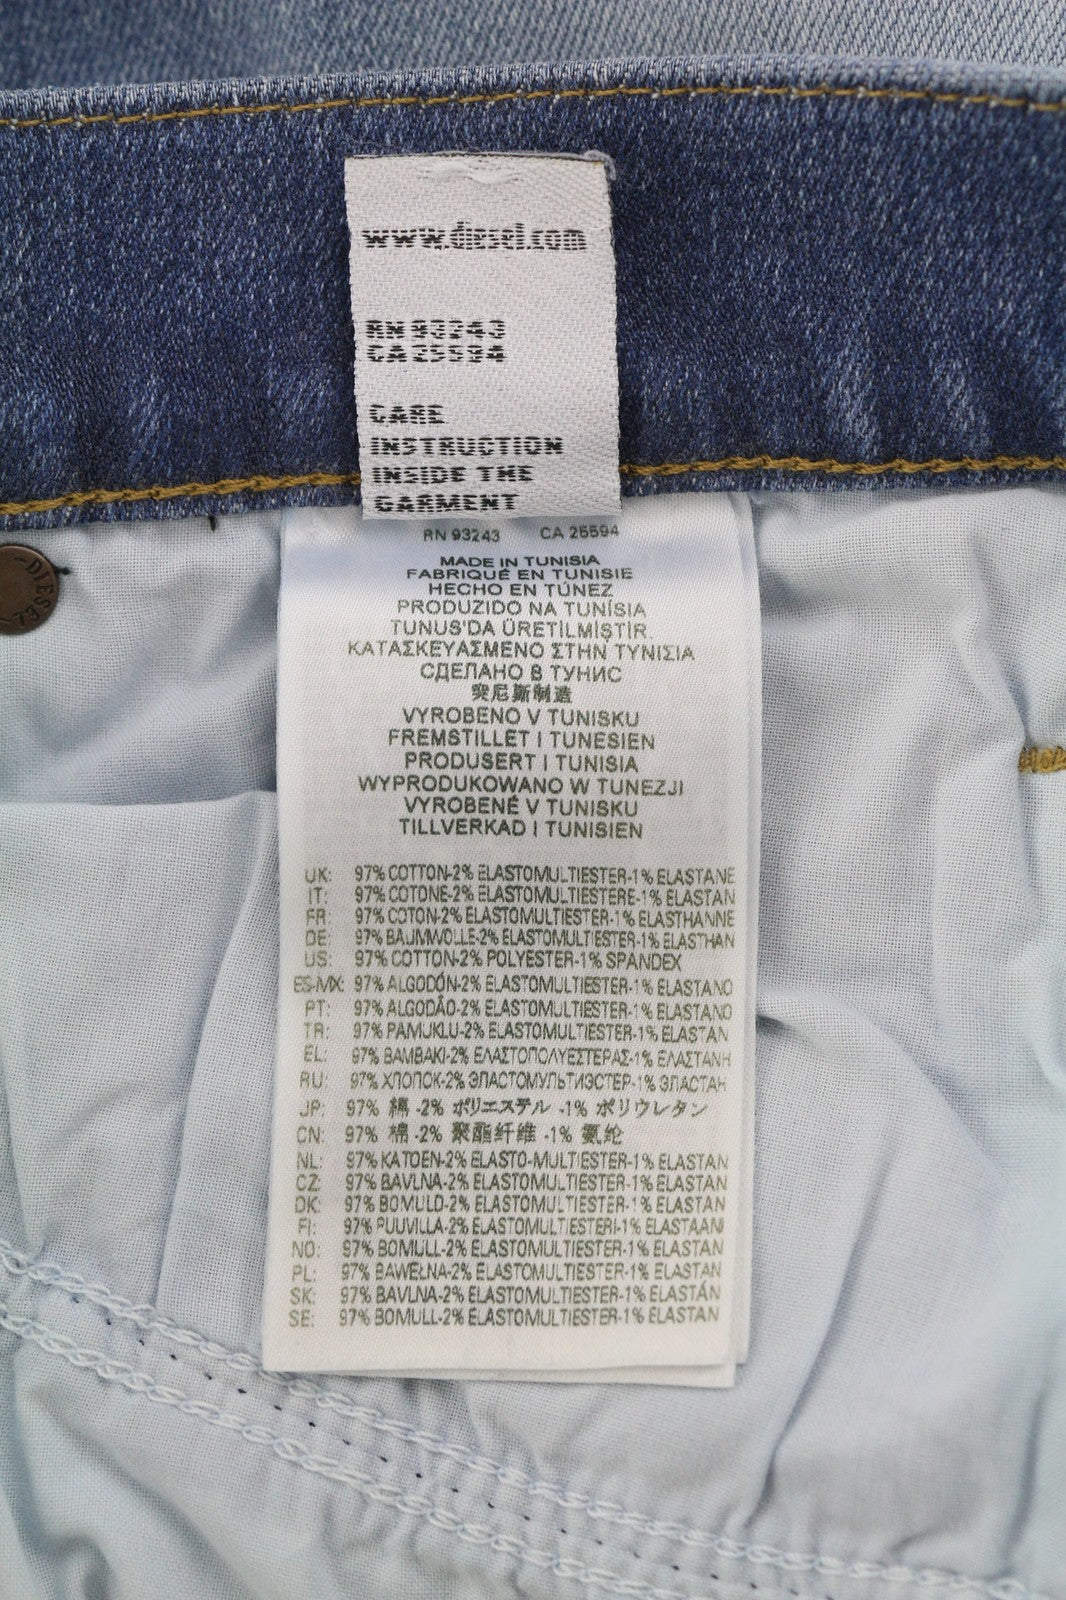 www.diesel.com
RN 93243
CA 25594
CARE
INSTRUCTION
INSIDE THE
GARMENT
RN 93243 CA 25594
MADE IN TUNISIA
FABRIQUÉ EN TUNISIE
HECHO EN TÚNEZ
PRODUZIDO NA TUNÍSIA
TUNUS'DA ÜRETİLMİŞTİR.
ΚΑΤΑΣΚΕΥΑΣΜΕΝΟ ΣΤΗΝ ΤΥΝΙΣΙΑ
СДЕЛАНО В ТУНИС
突尼斯制造
VYROBENO V TUNISKU
FREMSTILLET I TUNESIEN
PRODUSERT I TUNISIA
WYPRODUKOWANO W TUNEZJI
VYROBENÉ V TUNISKU
TILLVERKAD I TUNISIEN
UK: 97% COTTON-2% ELASTOMULTIESTER-1% ELASTANE
IT: 97% COTONE-2% ELASTOMULTIESTERE-1% ELASTAN
FR: 97% COTON-2% ELASTOMULTIESTER-1% ELASTHANNE
DE: 97% BAUMWOLLE-2% ELASTOMULTIESTER-1% ELASTHAN
US: 97% COTTON-2% POLYESTER-1% SPANDEX
ES-MX: 97% ALGODÓN-2% ELASTOMULTIESTER-1% ELASTANO
PT: 97% ALGODÃO-2% ELASTOMULTIESTER-1% ELASTANO
TR: 97% PAMUKLU-2% ELASTOMULTIESTER-1% ELASTAN
EL: 97% ΒΑΜΒΑΚΙ-2% ΕΛΑΣΤΟΠΟΛΥΕΣΤΕΡΑΣ-1% ΕΛΑΣΤΑΝΗ
RU: 97% ХЛОПОК-2% ЭЛАСТОМУЛЬТИЭСТЕР-1% ЭЛАСТАН
JP: 97% 綿 -2% ポリエステル -1% ポリウレタン
CN: 97% 棉 -2% 聚酯纤维 -1% 氨纶
NL: 97% KATOEN-2% ELASTO-MULTIESTER-1% ELASTAN
CZ: 97% BAVLNA-2% ELASTOMULTIESTER-1% ELASTAN
DK: 97% BOMULD-2% ELASTOMULTIESTER-1% ELASTAN
FI: 97% PUUVILLA-2% ELASTOMULTIESTERI-1% ELASTAANI
NO: 97% BOMULL-2% ELASTOMULTIESTER-1% ELASTAN
PL: 97% BAWEŁNA-2% ELASTOMULTIESTER-1% ELASTAN
SK: 97% BAVLNA-2% ELASTOMULTIESTER-1% ELASTÁN
SE: 97% BOMULL-2% ELASTOMULTIESTER-1% ELASTAN
DIESEL